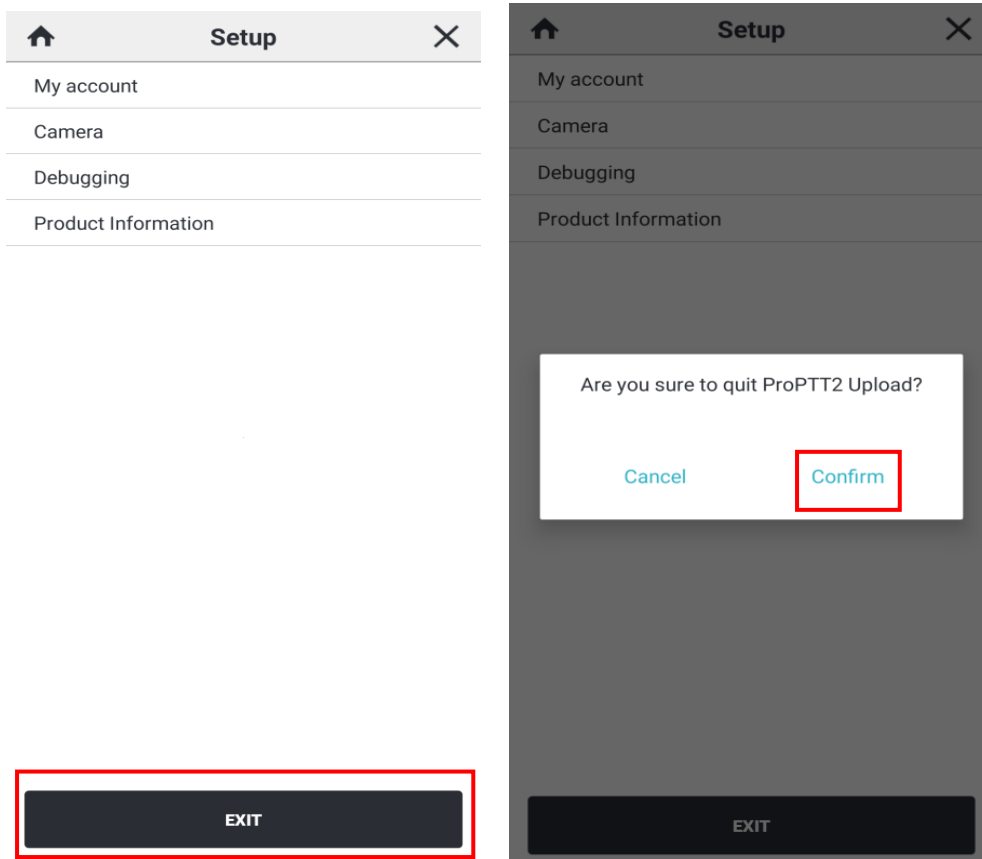 Setup
My account
Camera
Debugging
Product Information
EXIT
Setup
My account
Camera
Debugging
Product Information
Are you sure to quit ProPTT2 Upload?
Cancel Confirm
EXIT